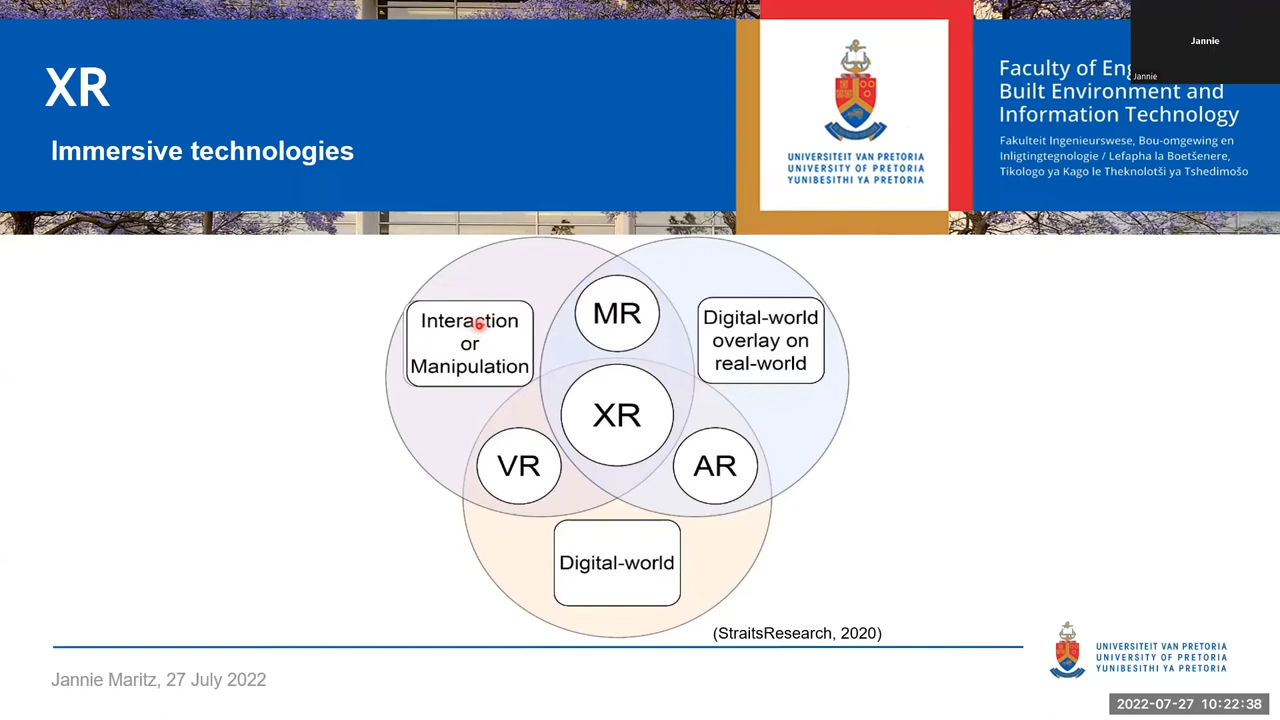 XR
Immersive technologies
UNIVERSITEIT VAN PRETORIA
UNIVERSITY OF PRETORIA
YUNIBESITHI YA PRETORIA
Faculty of Eng
Built Environment and
Information Technology
Fakulteit Ingenieurswese, Bou-omgewing en
Inligtingtegnologie / Lefapha la Boetšenere,
Tikologo ya Kago le Theknolotši ya Tshedimošo
Jannie
Jannie
Interaction
or
Manipulation
MR
Digital-world
overlay on
real-world
XR
VR
AR
Digital-world
(StraitsResearch, 2020)
Jannie Maritz, 27 July 2022
UNIVERSITEIT VAN PRETORIA
UNIVERSITY OF PRETORIA
YUNIBESITHI YA PRETORIA
2022-07-27 10:22:38